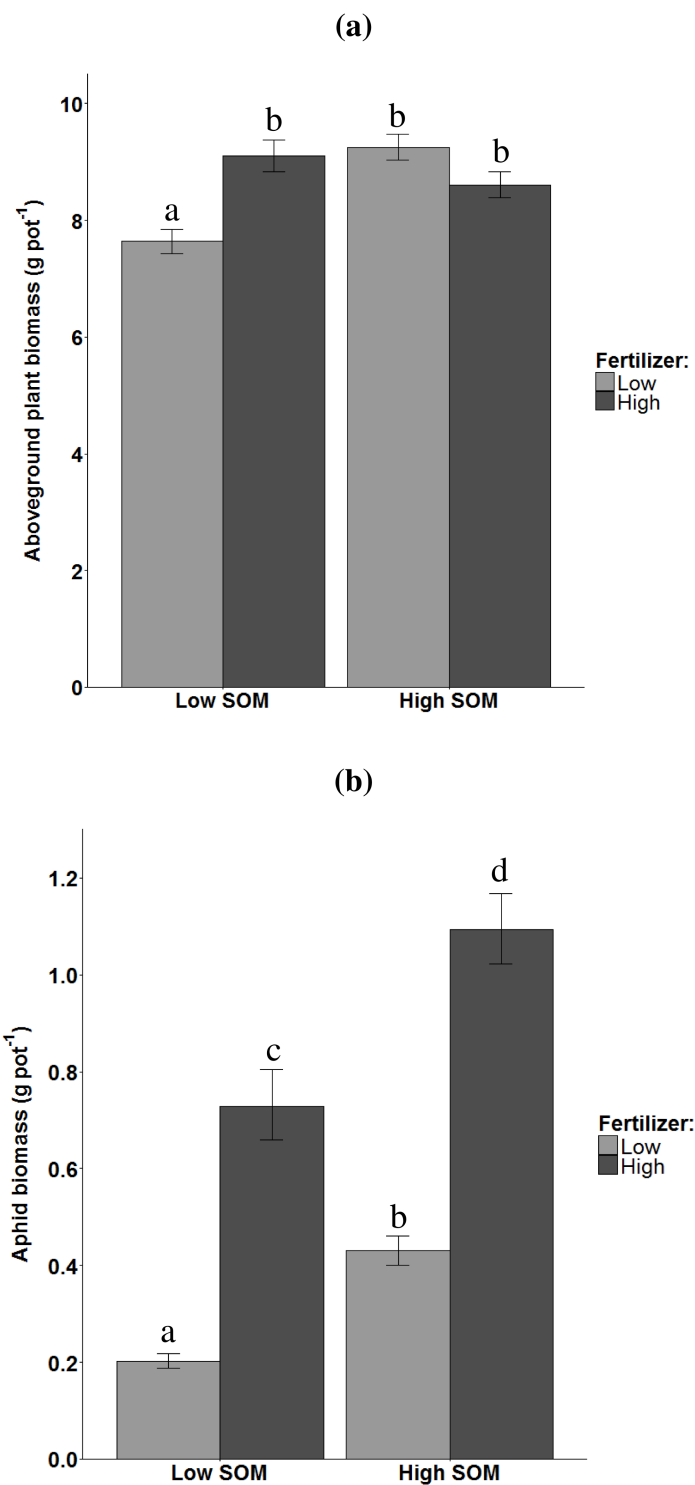 (a)
Aboveground plant biomass (g pot⁻¹)
10
8
6
4
2
0
a
b
b
b
Low SOM
High SOM
Fertilizer:
Low
High
(b)
Aphid biomass (g pot⁻¹)
1.2
1.0
0.8
0.6
0.4
0.2
0.0
a
c
b
d
Low SOM
High SOM
Fertilizer:
Low
High